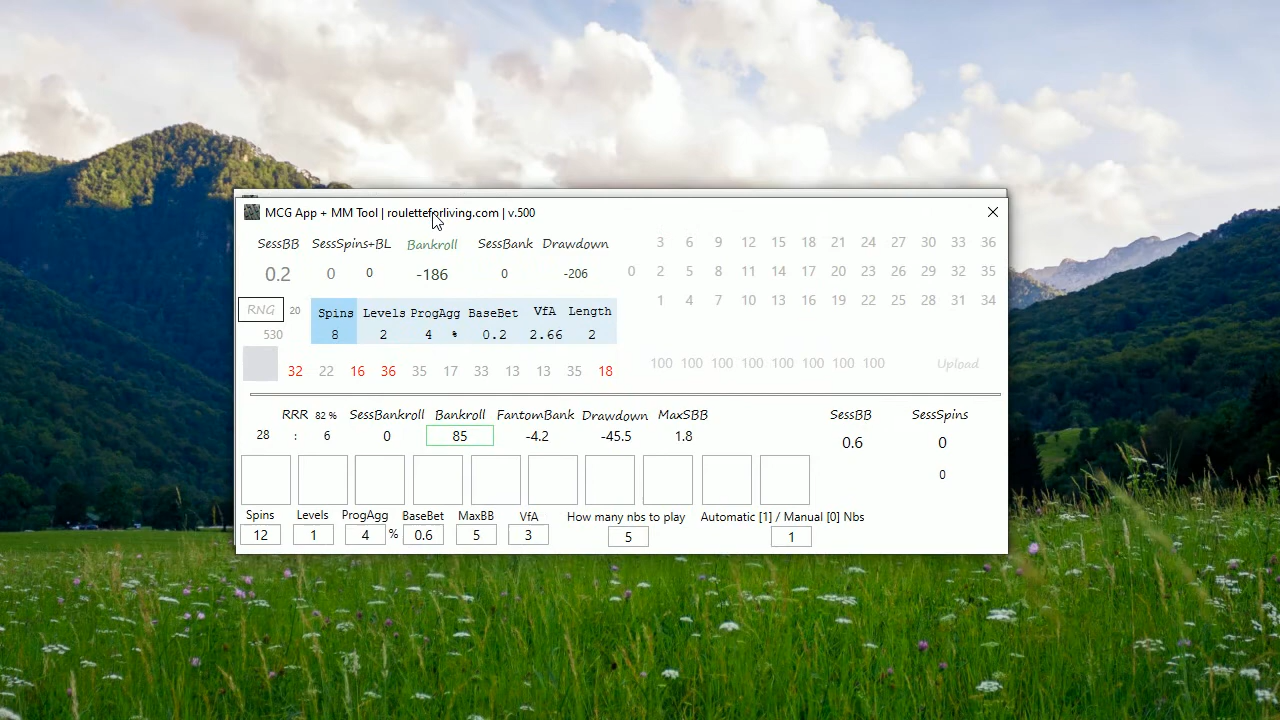 MCG App + MM Tool | rouletteforliving.com | v.500
SessBB SessSpins+BL Bankroll SessBank Drawdown
0.2 0 0 -186 0 -206
3 6 9 12 15 18 21 24 27 30 33 36
0 2 5 8 11 14 17 20 23 26 29 32 35
1 4 7 10 13 16 19 22 25 28 31 34
RNG 20
530
Spins Levels ProgAgg BaseBet VfA Length
8 2 4 % 0.2 2.66 2
32 22 16 36 35 17 33 13 13 35 18
100 100 100 100 100 100 100 100 Upload
RRR 82 % SessBankroll Bankroll FantomBank Drawdown MaxSBB SessBB SessSpins
28 : 6 0 85 -4.2 -45.5 1.8 0.6 0
0
Spins Levels ProgAgg BaseBet MaxBB VfA How many nbs to play Automatic [1] / Manual [0] Nbs
12 1 4 % 0.6 5 3 5 1